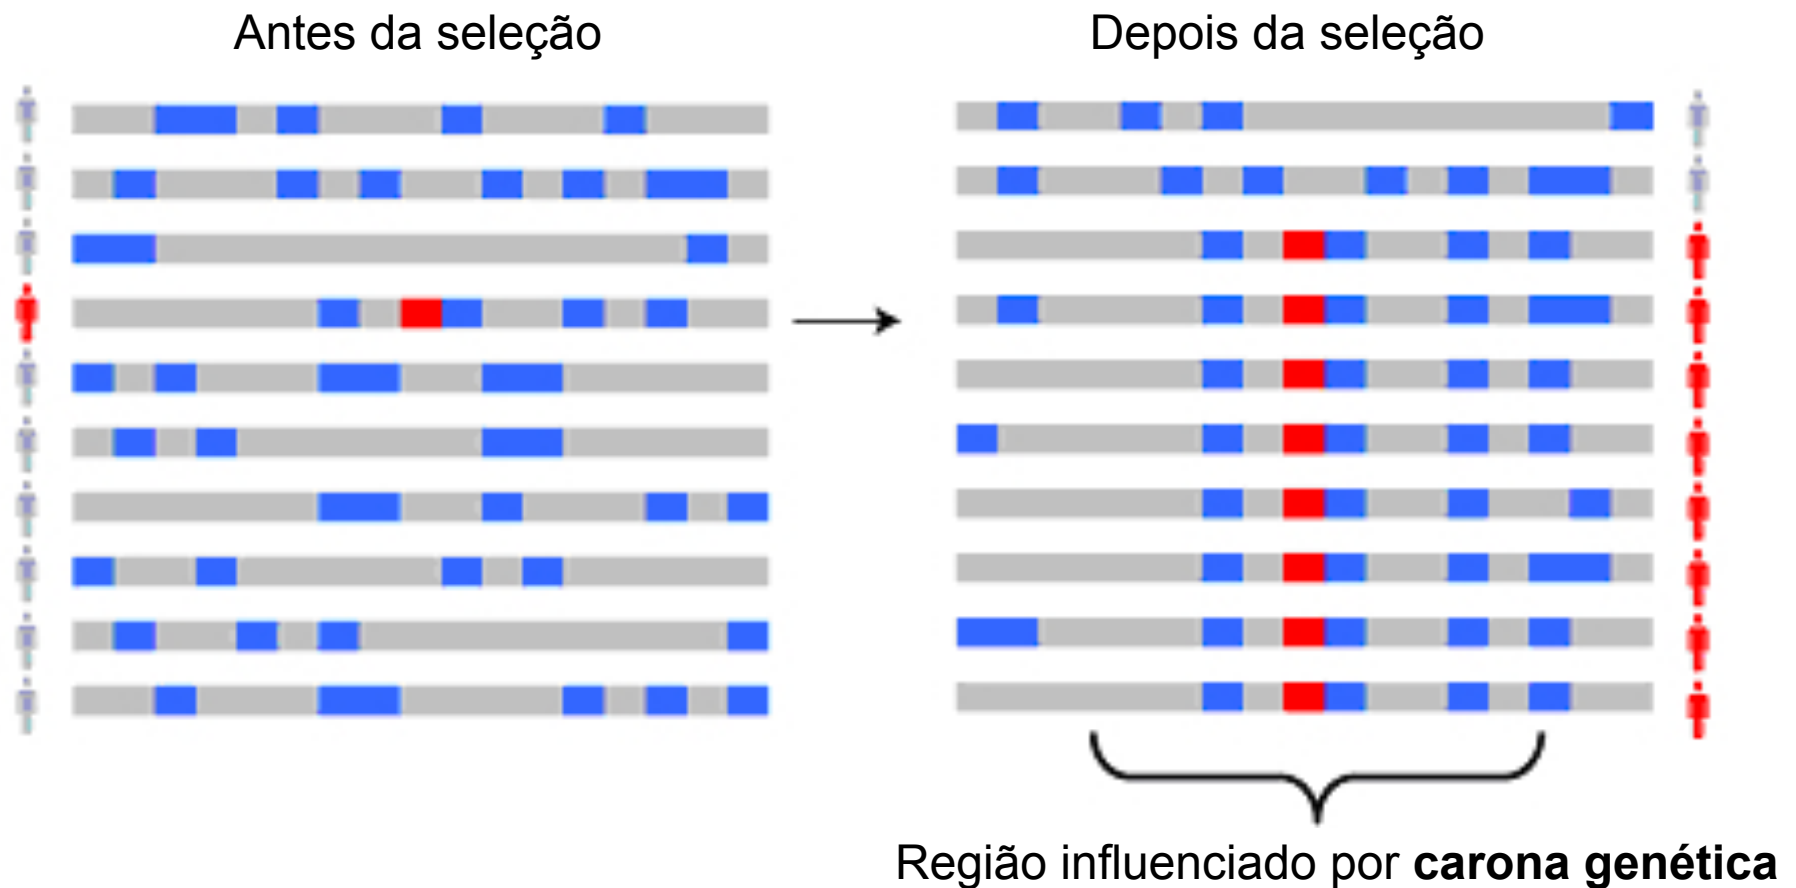 Antes da seleção
Depois da seleção
Região influenciado por carona genética